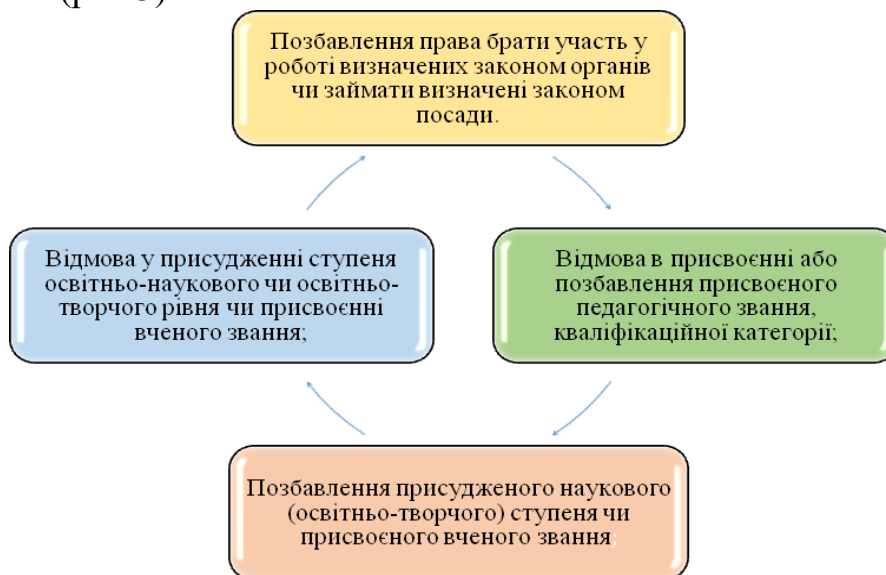 Позбавлення права брати участь у
роботі визначених законом органів
чи займати визначені законом
посади.
Відмова у присудженні ступеня
освітньо-наукового чи освітньо-
творчого рівня чи присвоєнні
вченого звання;
Відмова в присвоєнні або
позбавлення присвоєного
педагогічного звання,
кваліфікаційної категорії;
Позбавлення присудженого наукового
(освітньо-творчого) ступеня чи
присвоєного вченого звання;